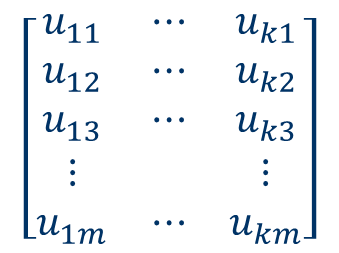 u₁₁ ⋯ uₖ₁
u₁₂ ⋯ uₖ₂
u₁₃ ⋯ uₖ₃
⋮ ⋮
u₁ₘ ⋯ uₖₘ